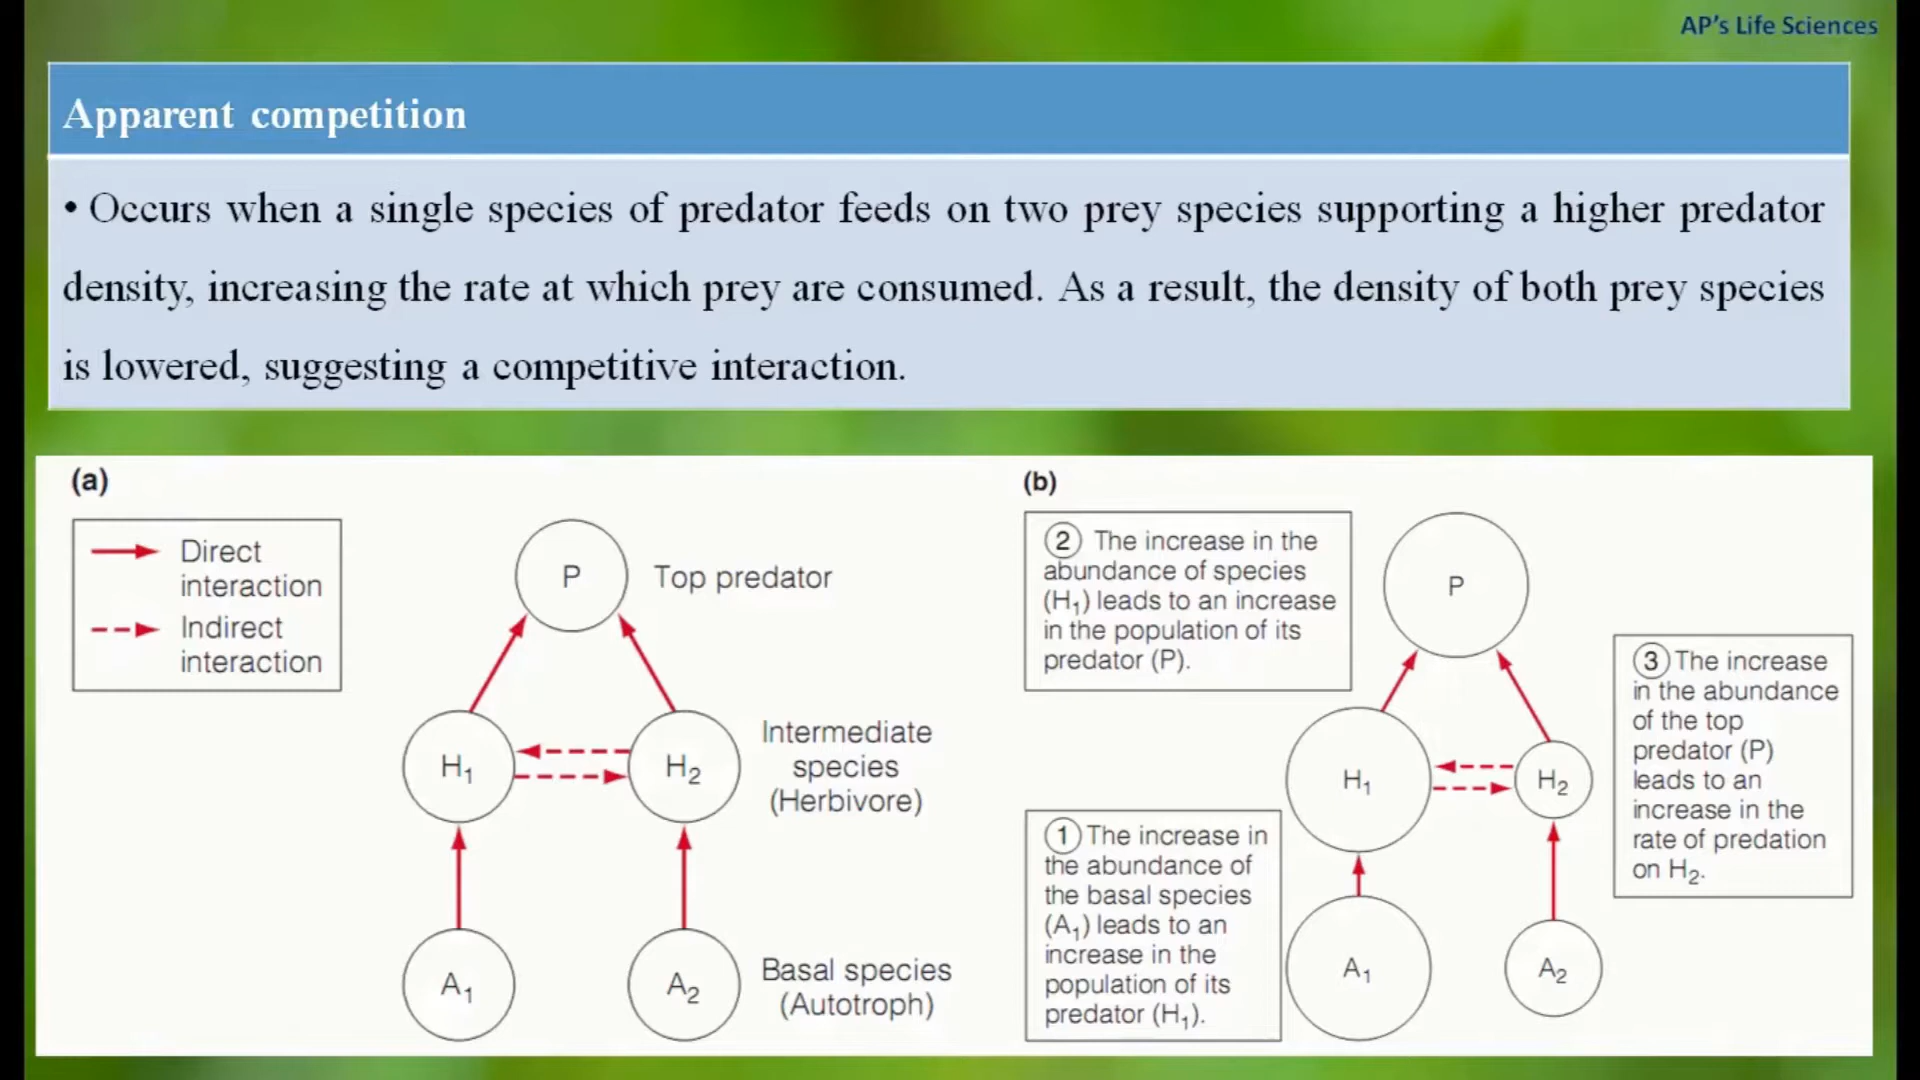 AP's Life Sciences
Apparent competition
• Occurs when a single species of predator feeds on two prey species supporting a higher predator
density, increasing the rate at which prey are consumed. As a result, the density of both prey species
is lowered, suggesting a competitive interaction.
(a)
Direct
interaction
Indirect
interaction
P
Top predator
H₁
H₂
Intermediate
species
(Herbivore)
A₁
A₂
Basal species
(Autotroph)
(b)
② The increase in the
abundance of species
(H₁) leads to an increase
in the population of its
predator (P).
P
③ The increase
in the abundance
of the top
predator (P)
leads to an
increase in the
rate of predation
on H₂.
H₁
H₂
① The increase in
the abundance of
the basal species
(A₁) leads to an
increase in the
population of its
predator (H₁).
A₁
A₂